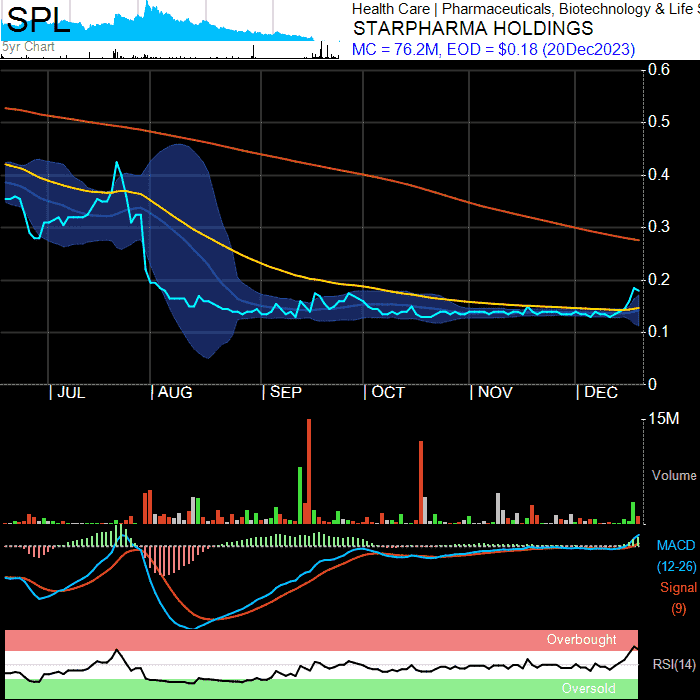 SPL
5yr Chart
Health Care | Pharmaceuticals, Biotechnology & Life S
STARPHARMA HOLDINGS
MC = 76.2M, EOD = $0.18 (20Dec2023)
0.6
0.5
0.4
0.3
0.2
0.1
0
| JUL | AUG | SEP | OCT | NOV | DEC
15M
Volume
MACD
(12-26)
Signal
(9)
Overbought
RSI(14)
Oversold